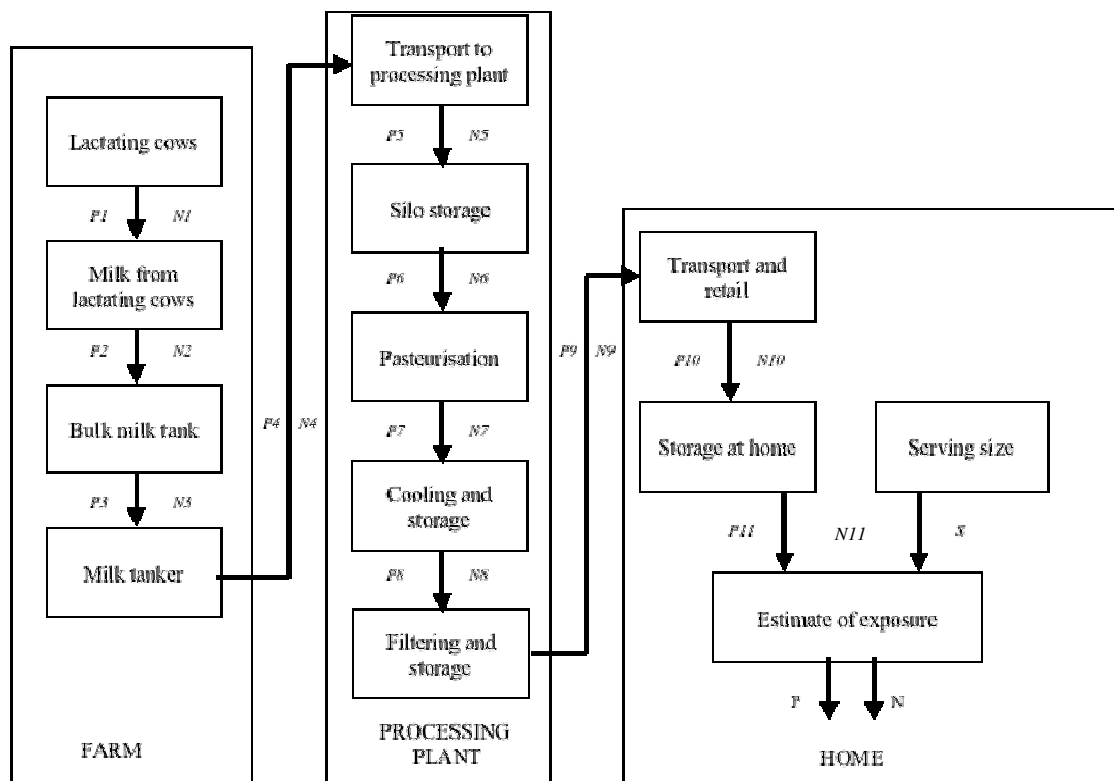 Lactating cows
P1 N1
Milk from
lactating cows
P2 N2
Bulk milk tank
P3 N3
Milk tanker
FARM
P4 N4
Transport to
processing plant
P5 N5
Silo storage
P6 N6
Pasteurisation
P7 N7
Cooling and
storage
P8 N8
Filtering and
storage
PROCESSING
PLANT
P9 N9
Transport and
retail
P10 N10
Storage at home
Serving size
P11 N11 S
Estimate of exposure
P N
HOME